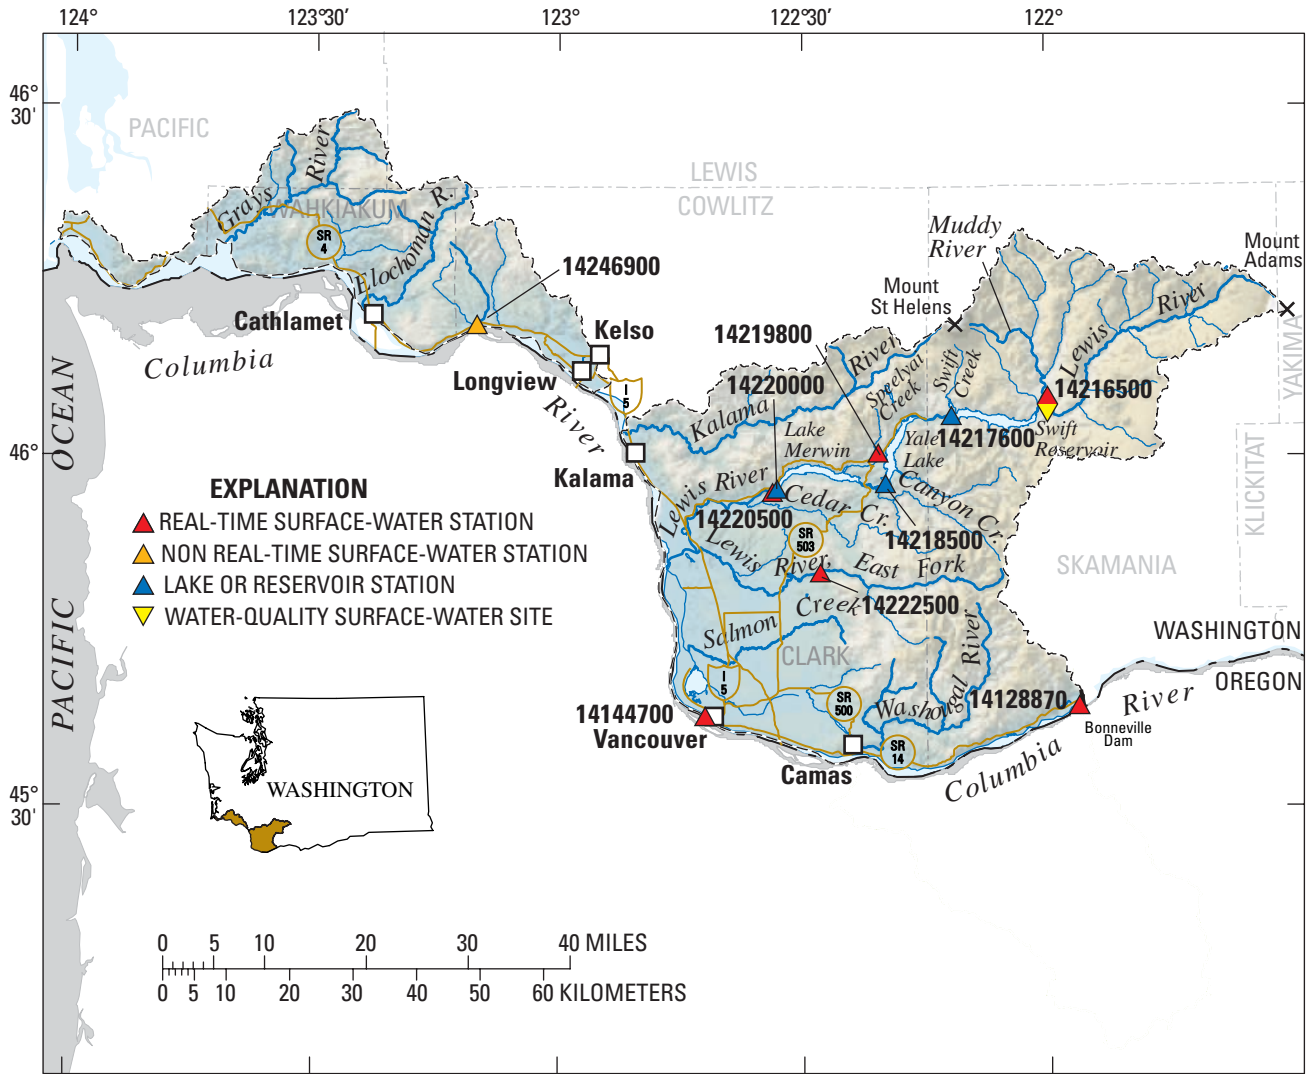 124°
123°30'
123°
122°30'
122°
46°
30'
PACIFIC
LEWIS
COWLITZ
Grays
River
WAHKIAKUM
Elochoman R.
SR
4
14246900
Muddy
River
Mount
Adams
Mount
St Helens
River
Cathlamet
Kelso
14219800
Columbia
Longview
River
Speelyai
Creek
Swift
Creek
Lewis
14220000
14216500
YAKIMA
I
5
River
Kalama
Lake
Merwin
Yale
Lake
14217600
Swift
Reservoir
OCEAN
46°
Kalama
KLICKITAT
EXPLANATION
REAL-TIME SURFACE-WATER STATION
NON REAL-TIME SURFACE-WATER STATION
LAKE OR RESERVOIR STATION
WATER-QUALITY SURFACE-WATER SITE
Lewis River
Cedar Cr.
Canyon Cr.
14220500
SR
503
14218500
Lewis River, East Fork
SKAMANIA
14222500
PACIFIC
Salmon Creek
CLARK
WASHINGTON
OREGON
I
5
SR
500
Washougal River
14128870
River
Bonneville
Dam
14144700
Vancouver
SR
14
Camas
Columbia
WASHINGTON
45°
30'
0 5 10 20 30 40 MILES
0 5 10 20 30 40 50 60 KILOMETERS